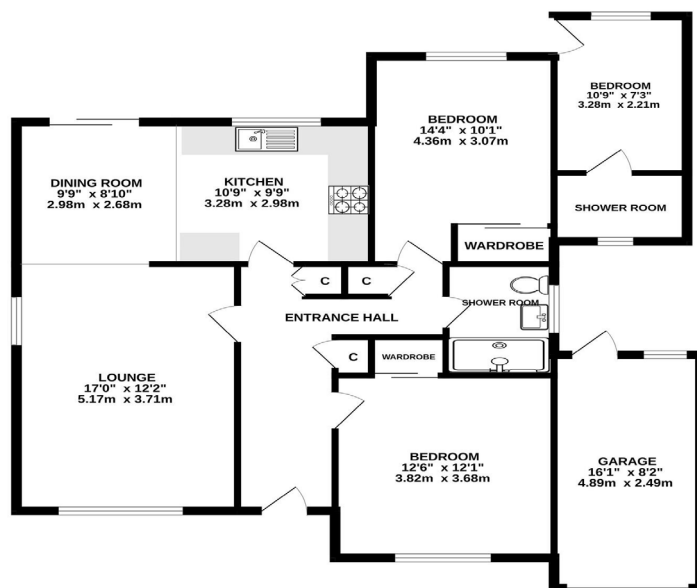 BEDROOM
10'9" x 7'3"
3.28m x 2.21m
BEDROOM
14'4" x 10'1"
4.36m x 3.07m
DINING ROOM
9'9" x 8'10"
2.98m x 2.68m
KITCHEN
10'9" x 9'9"
3.28m x 2.98m
SHOWER ROOM
WARDROBE
C
C
SHOWER ROOM
ENTRANCE HALL
C
WARDROBE
LOUNGE
17'0" x 12'2"
5.17m x 3.71m
BEDROOM
12'6" x 12'1"
3.82m x 3.68m
GARAGE
16'1" x 8'2"
4.89m x 2.49m